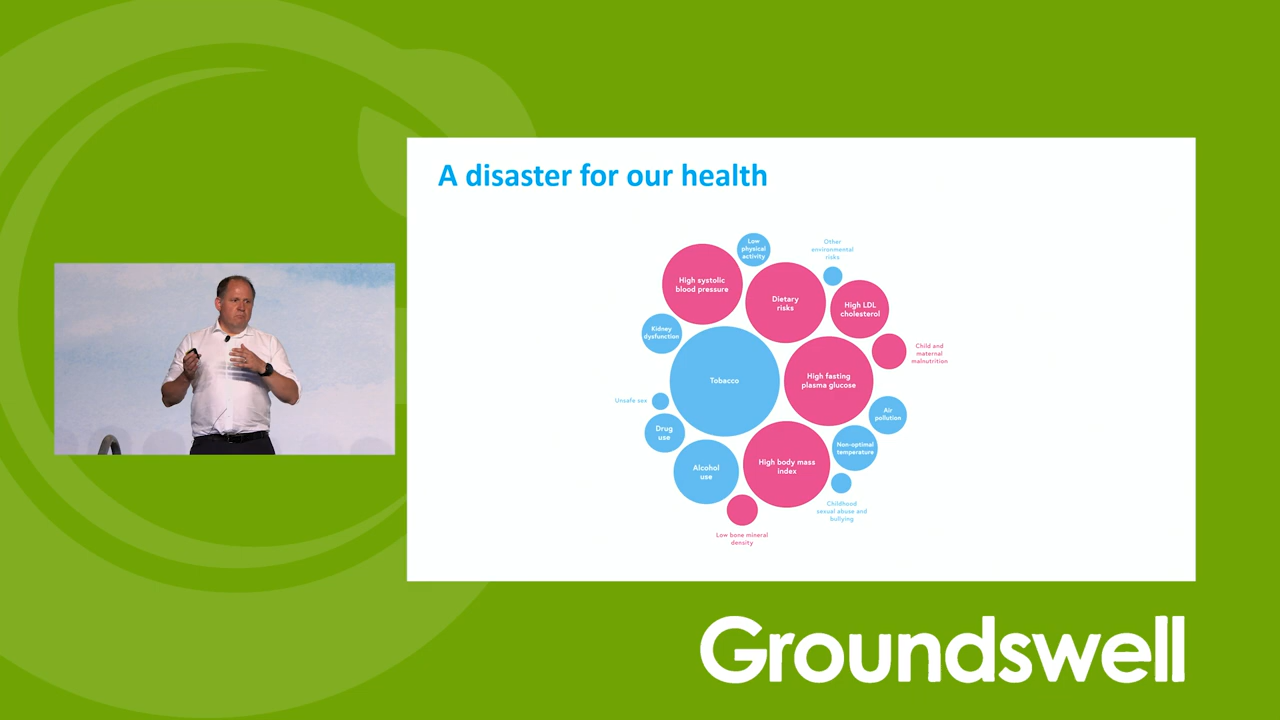 A disaster for our health
Low
physical
activity
Other
environmental
risks
High systolic
blood pressure
Dietary
risks
High LDL
cholesterol
Kidney
dysfunction
Child and
maternal
malnutrition
Tobacco
High fasting
plasma glucose
Unsafe sex
Air
pollution
Drug
use
Non-optimal
temperature
Alcohol
use
High body mass
index
Childhood
sexual abuse and
bullying
Low bone mineral
density
Groundswell